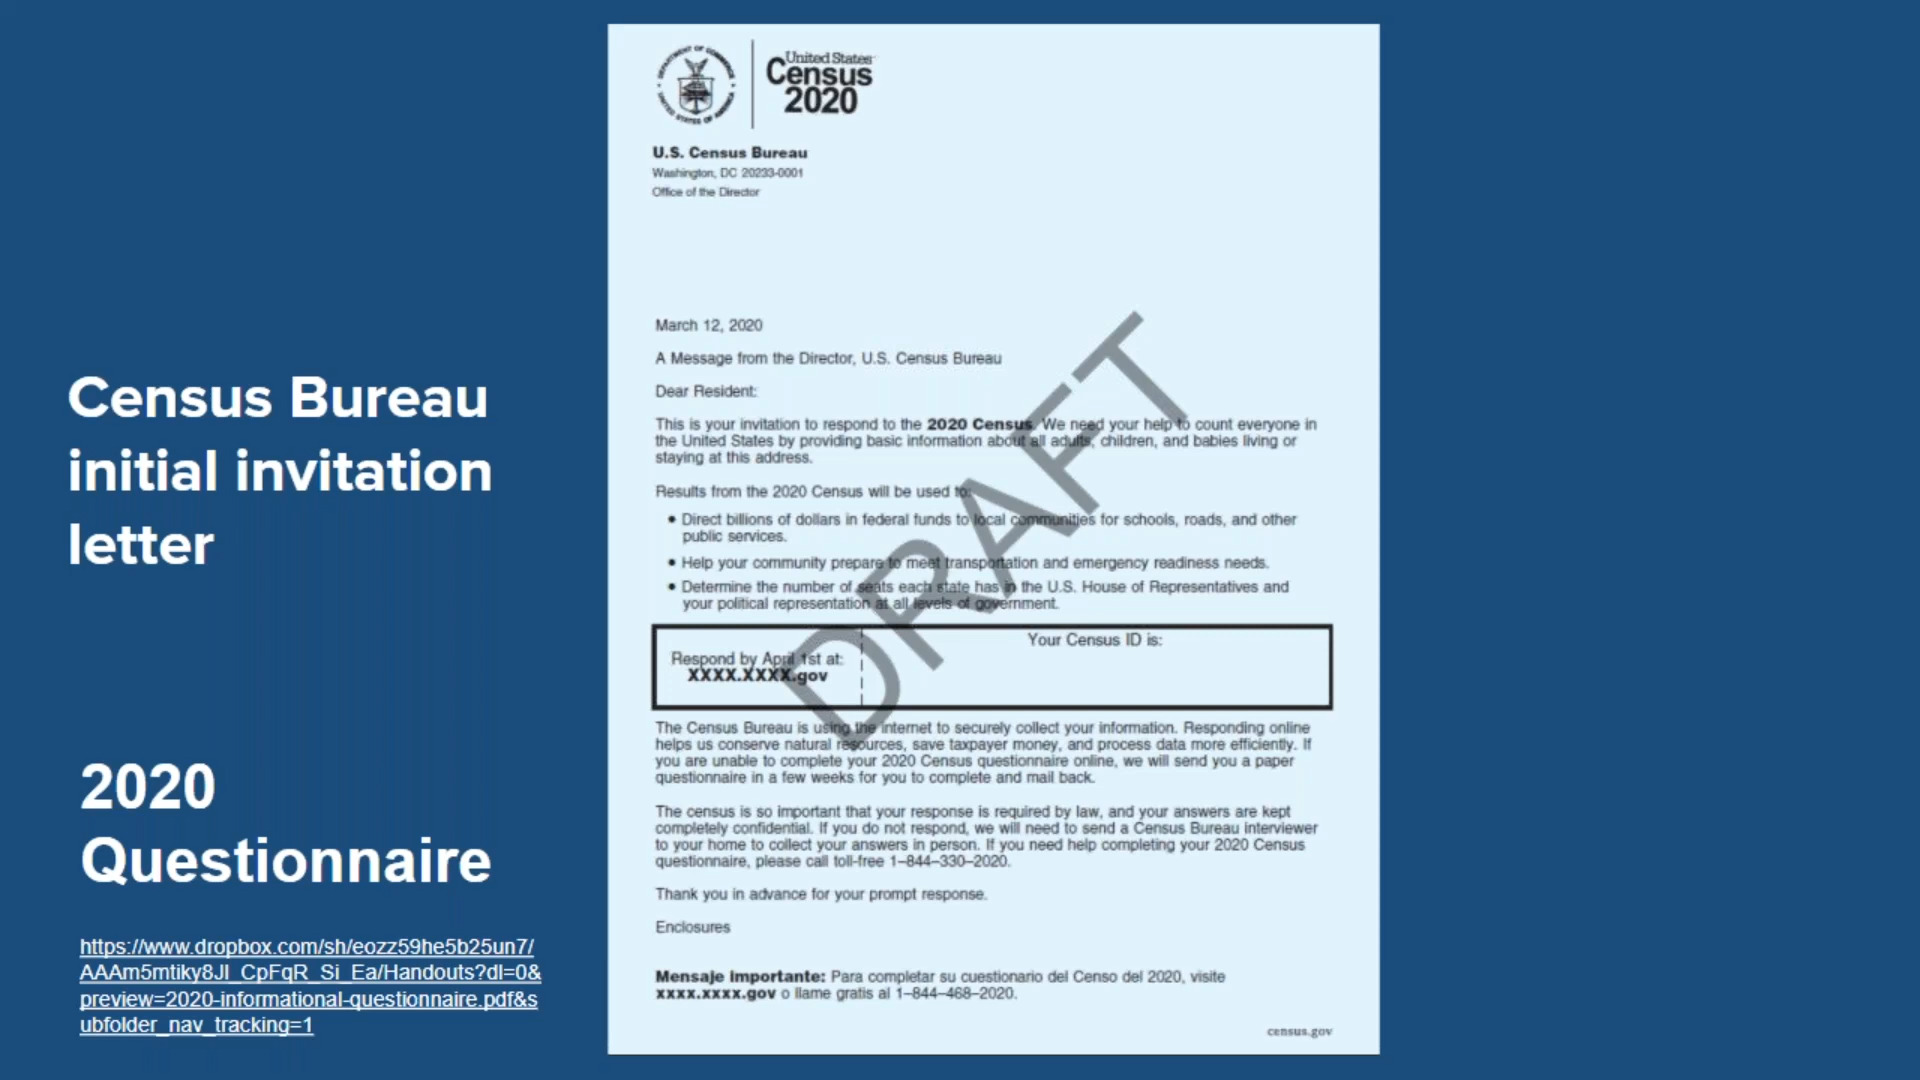 Census Bureau
initial invitation
letter
2020
Questionnaire
https://www.dropbox.com/sh/eozz59he5b25un7/
AAAm5mtiky8JI_CpFqR_Si_Ea/Handouts?dl=0&
preview=2020-informational-questionnaire.pdf&s
ubfolder_nav_tracking=1
DEPARTMENT OF COMMERCE
UNITED STATES OF AMERICA
United States
Census
2020
U.S. Census Bureau
Washington, DC 20233-0001
Office of the Director
March 12, 2020
A Message from the Director, U.S. Census Bureau
Dear Resident:
This is your invitation to respond to the 2020 Census. We need your help to count everyone in
the United States by providing basic information about all adults, children, and babies living or
staying at this address.
Results from the 2020 Census will be used to:
• Direct billions of dollars in federal funds to local communities for schools, roads, and other
public services.
• Help your community prepare to meet transportation and emergency readiness needs.
• Determine the number of seats each state has in the U.S. House of Representatives and
your political representation at all levels of government.
Respond by April 1st at:
XXXX.XXXX.gov
Your Census ID is:
The Census Bureau is using the internet to securely collect your information. Responding online
helps us conserve natural resources, save taxpayer money, and process data more efficiently. If
you are unable to complete your 2020 Census questionnaire online, we will send you a paper
questionnaire in a few weeks for you to complete and mail back.
The census is so important that your response is required by law, and your answers are kept
completely confidential. If you do not respond, we will need to send a Census Bureau interviewer
to your home to collect your answers in person. If you need help completing your 2020 Census
questionnaire, please call toll-free 1–844–330–2020.
Thank you in advance for your prompt response.
Enclosures
Mensaje importante: Para completar su cuestionario del Censo del 2020, visite
xxxx.xxxx.gov o llame gratis al 1–844–468–2020.
census.gov
DRAFT